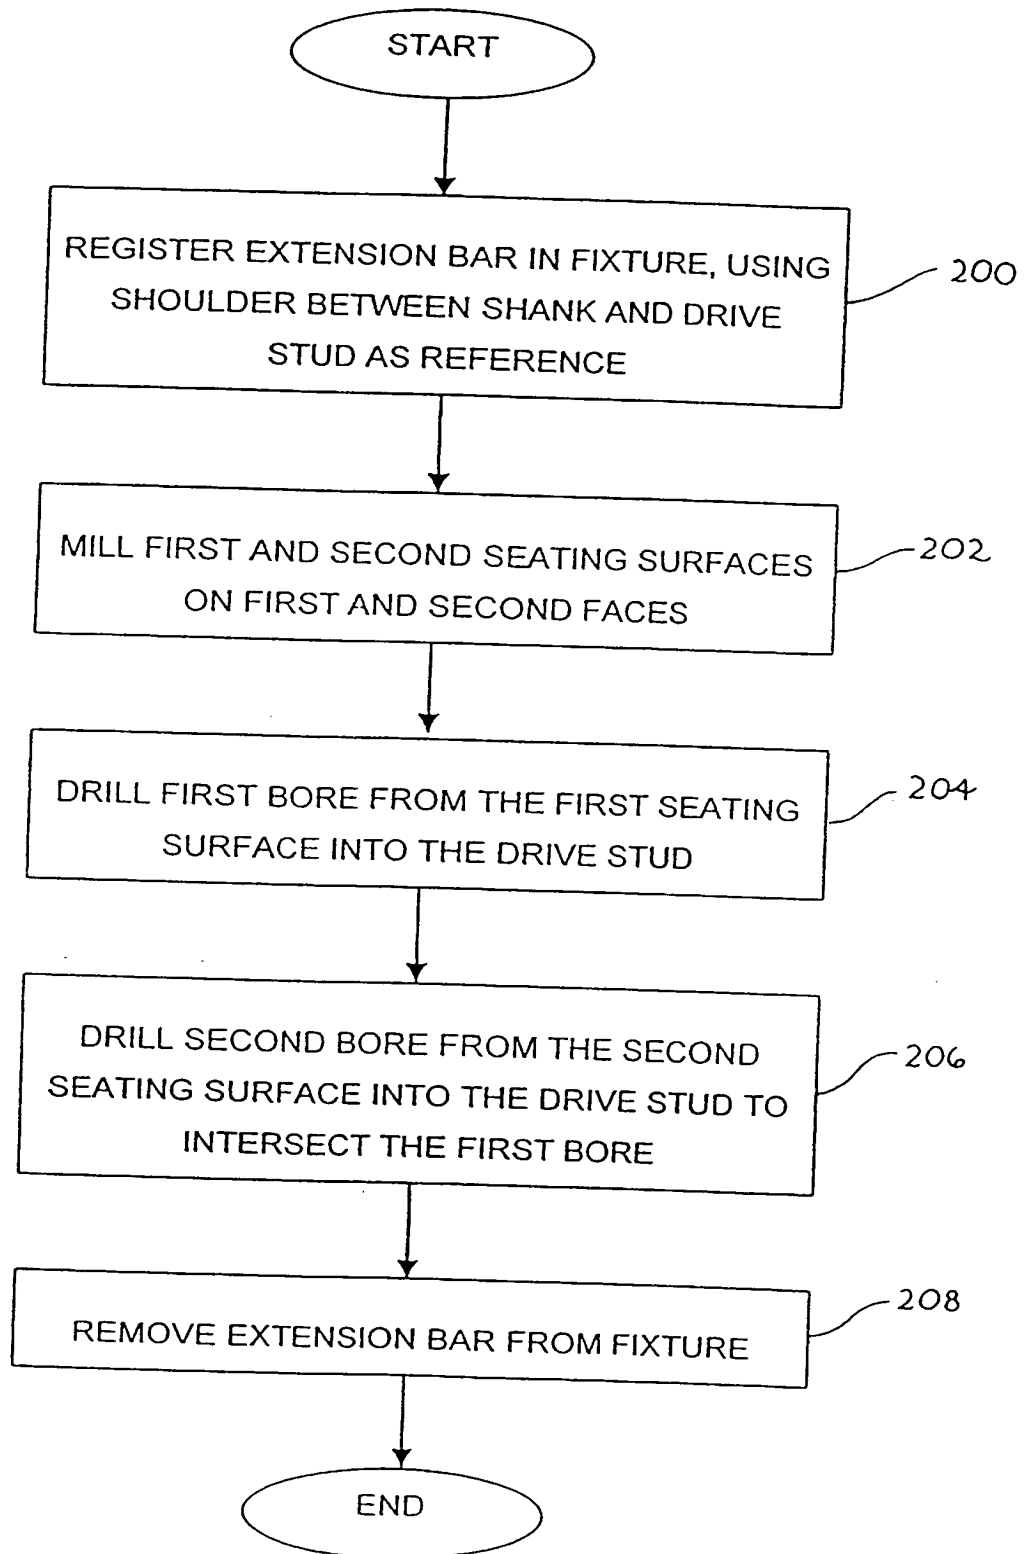 START
REGISTER EXTENSION BAR IN FIXTURE, USING
SHOULDER BETWEEN SHANK AND DRIVE
STUD AS REFERENCE
200
MILL FIRST AND SECOND SEATING SURFACES
ON FIRST AND SECOND FACES
202
DRILL FIRST BORE FROM THE FIRST SEATING
SURFACE INTO THE DRIVE STUD
204
DRILL SECOND BORE FROM THE SECOND
SEATING SURFACE INTO THE DRIVE STUD TO
INTERSECT THE FIRST BORE
206
REMOVE EXTENSION BAR FROM FIXTURE
208
END